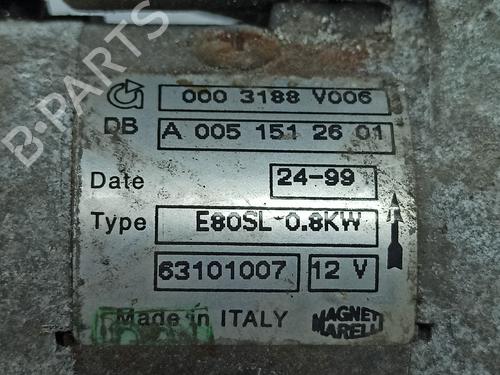 B-PARTS
000 3188 V006
DB A 005 151 26 01
Date 24-99
Type E80SL 0.8KW
63101007 12 V
Made in ITALY
MAGNETI MARELLI